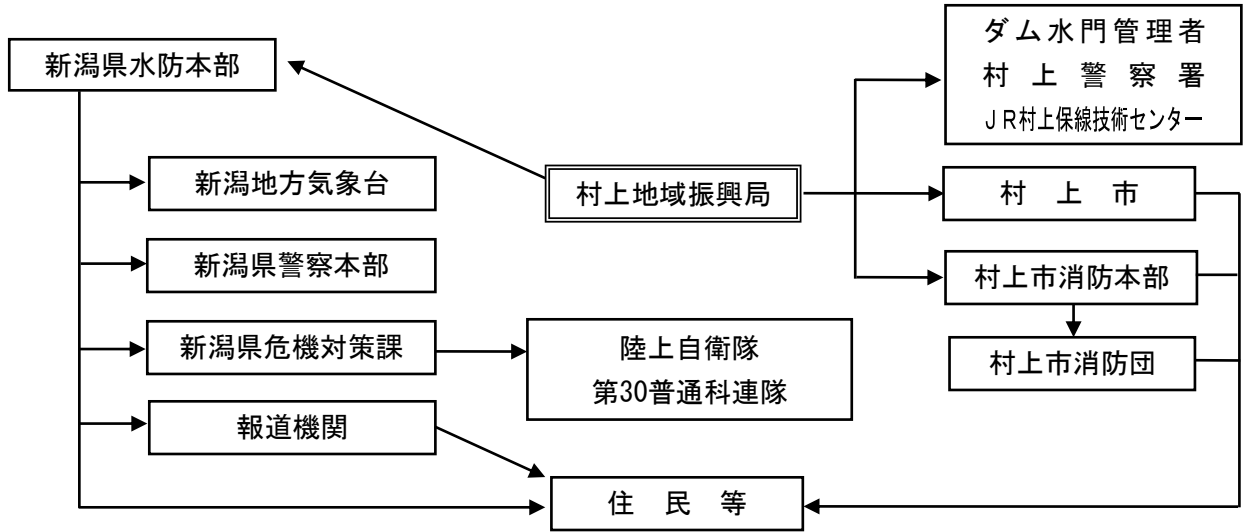 新潟県水防本部
ダム水門管理者
村上警察署
ＪＲ村上保線技術センター
新潟地方気象台
村上地域振興局
村上市
新潟県警察本部
村上市消防本部
新潟県危機対策課
陸上自衛隊
第30普通科連隊
村上市消防団
報道機関
住民等